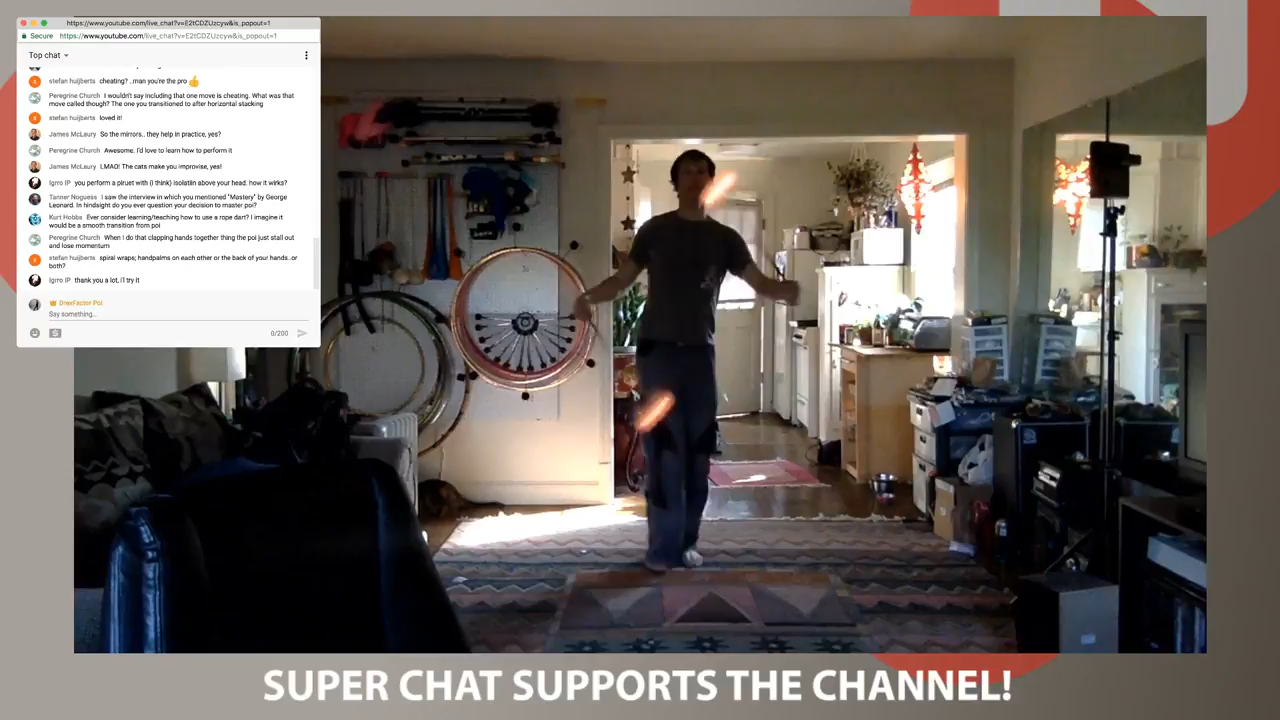 https://www.youtube.com/live_chat?v=E2tCDZUzcyw&is_popout=1
Secure https://www.youtube.com/live_chat?v=E2tCDZUzcyw&is_popout=1
Top chat
stefan huijberts cheating? ..man you're the pro
Peregrine Church I wouldn't say including that one move is cheating. What was that
move called though? The one you transitioned to after horizontal stacking
stefan huijberts loved it!
James McLaury So the mirrors.. they help in practice, yes?
Peregrine Church Awesome. I'd love to learn how to perform it
James McLaury LMAO! The cats make you improvise, yes!
Igrro IP you perform a piruet with (i think) isolatiin above your head. how it wirks?
Tanner Noguess I saw the interview in which you mentioned "Mastery" by George
Leonard. In hindsight do you ever question your decision to master poi?
Kurt Hobbs Ever consider learning/teaching how to use a rope dart? I imagine it
would be a smooth transition from poi
Peregrine Church When I do that clapping hands together thing the poi just stall out
and lose momentum
stefan huijberts spiral wraps; handpalms on each other or the back of your hands..or
both?
Igrro IP thank you a lot, i'l try it
DrexFactor Poi
Say something...
0/200
SUPER CHAT SUPPORTS THE CHANNEL!